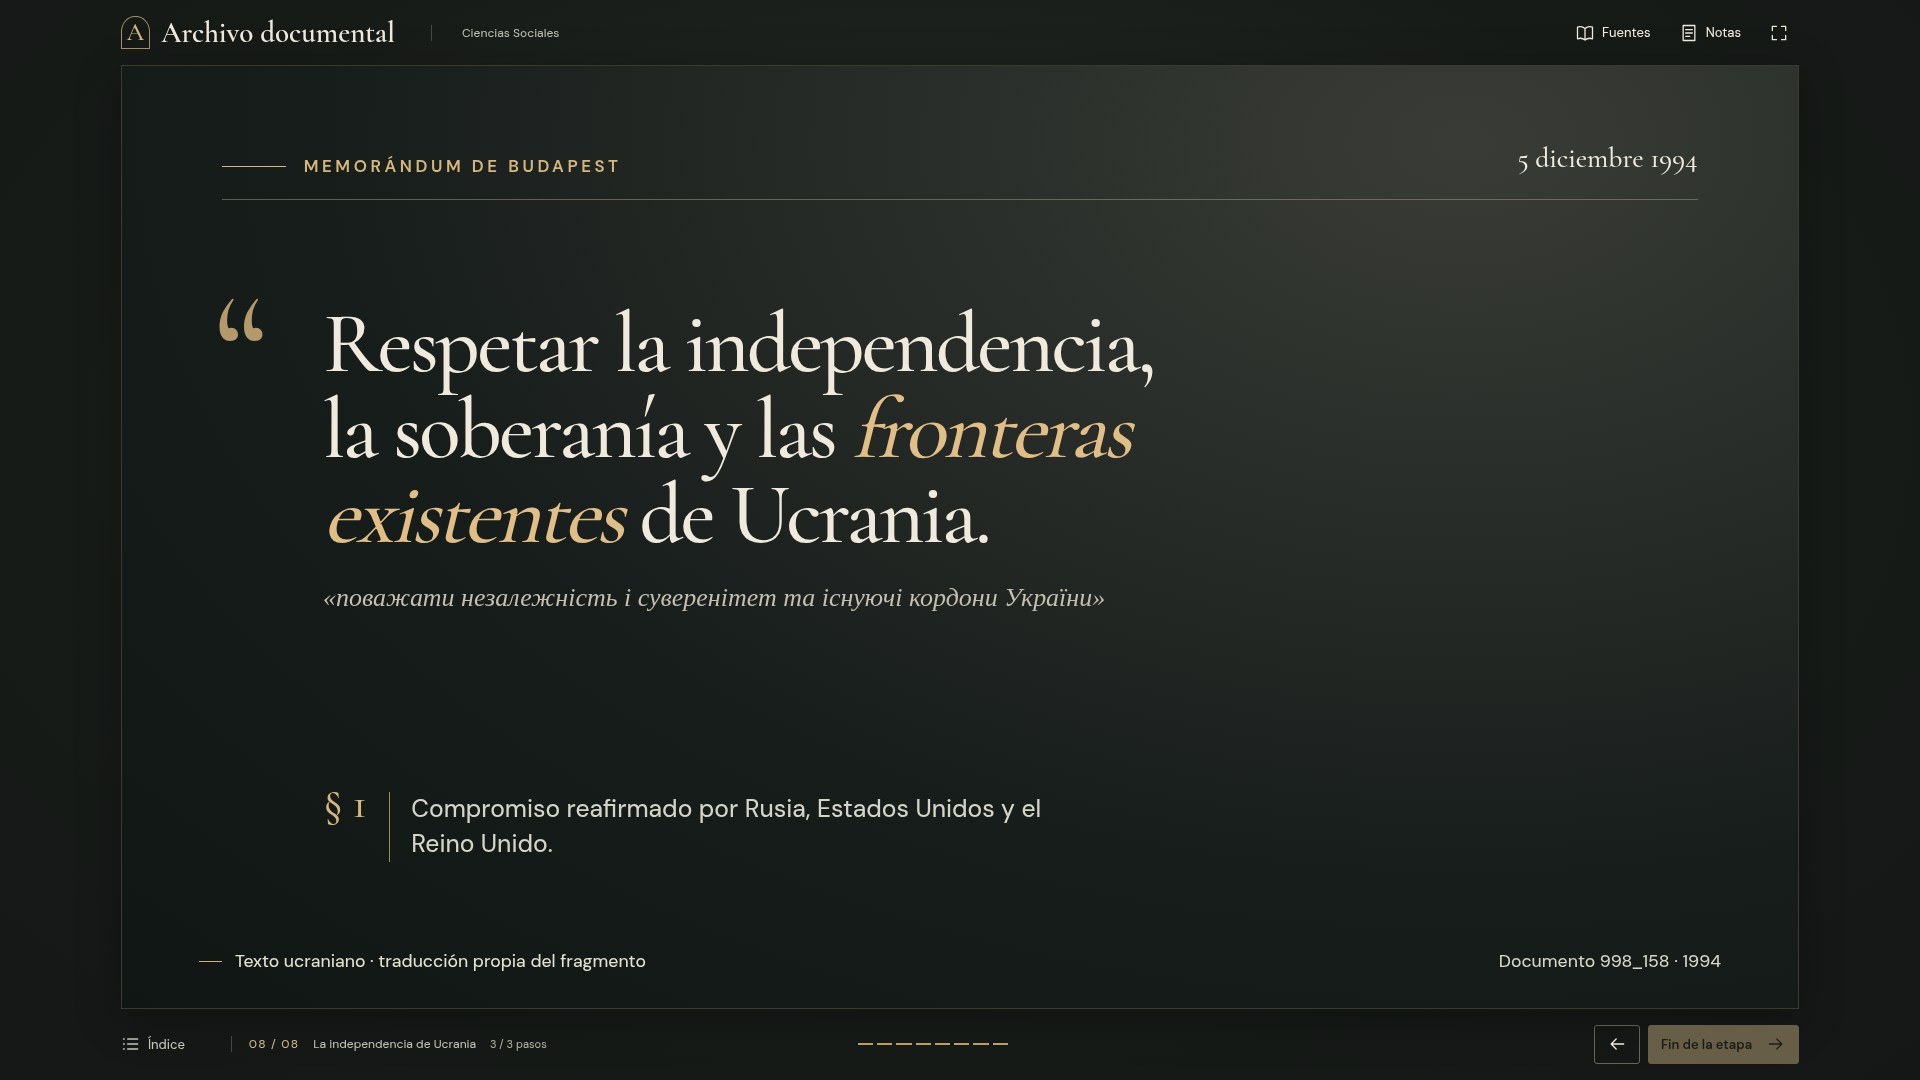 A Archivo documental
Ciencias Sociales
Fuentes
Notas
MEMORÁNDUM DE BUDAPEST
5 diciembre 1994
“
Respetar la independencia,
la soberanía y las fronteras
existentes de Ucrania.
«поважати незалежність і суверенітет та існуючі кордони України»
§ 1
Compromiso reafirmado por Rusia, Estados Unidos y el
Reino Unido.
Texto ucraniano · traducción propia del fragmento
Documento 998_158 · 1994
Índice
08 / 08
La independencia de Ucrania
3 / 3 pasos
Fin de la etapa